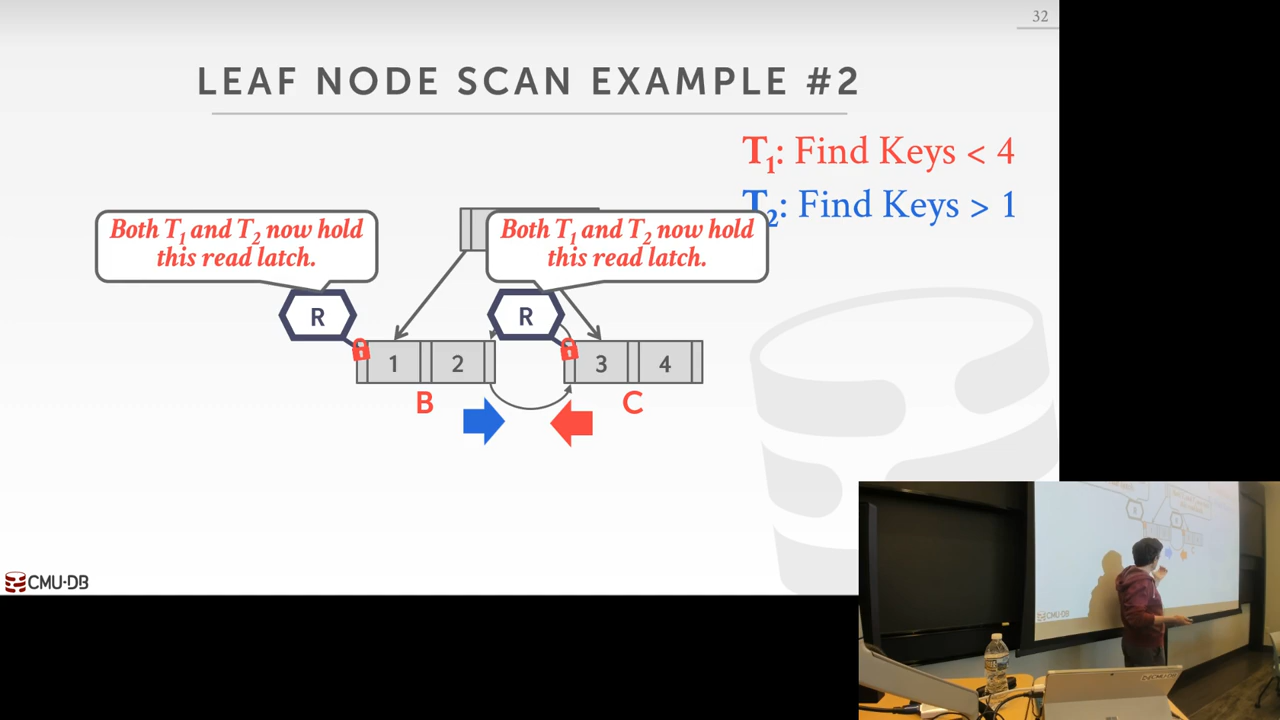 32
LEAF NODE SCAN EXAMPLE #2
T1: Find Keys < 4
T2: Find Keys > 1
Both T1 and T2 now hold
this read latch.
Both T1 and T2 now hold
this read latch.
R
R
1 2
3 4
B
C
CMU·DB
CMU·DB